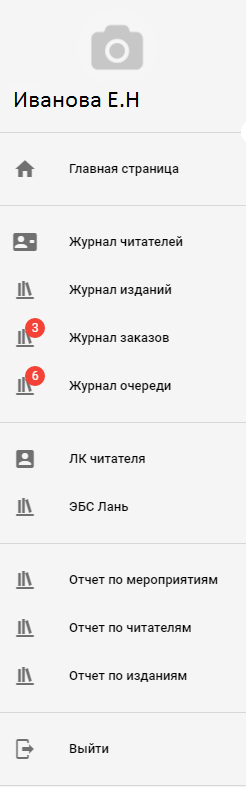 Иванова Е.Н
Главная страница
Журнал читателей
Журнал изданий
3
Журнал заказов
6
Журнал очереди
ЛК читателя
ЭБС Лань
Отчет по мероприятиям
Отчет по читателям
Отчет по изданиям
Выйти